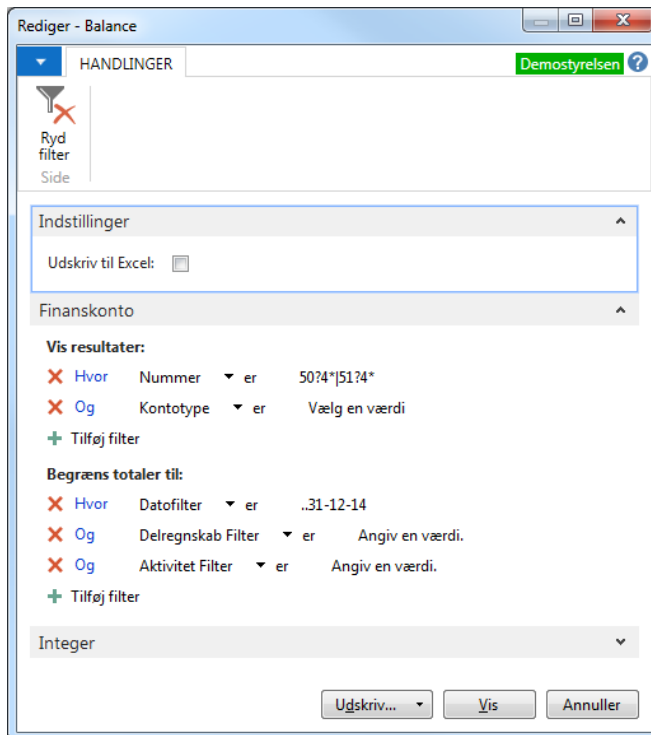 Rediger - Balance
HANDLINGER
Demostyrelsen ?
Ryd
filter
Side
Indstillinger
Udskriv til Excel:
Finanskonto
Vis resultater:
Hvor Nummer er 50?4*|51?4*
Og Kontotype er Vælg en værdi
Tilføj filter
Begræns totaler til:
Hvor Datofilter er ..31-12-14
Og Delregnskab Filter er Angiv en værdi.
Og Aktivitet Filter er Angiv en værdi.
Tilføj filter
Integer
Udskriv... Vis Annuller